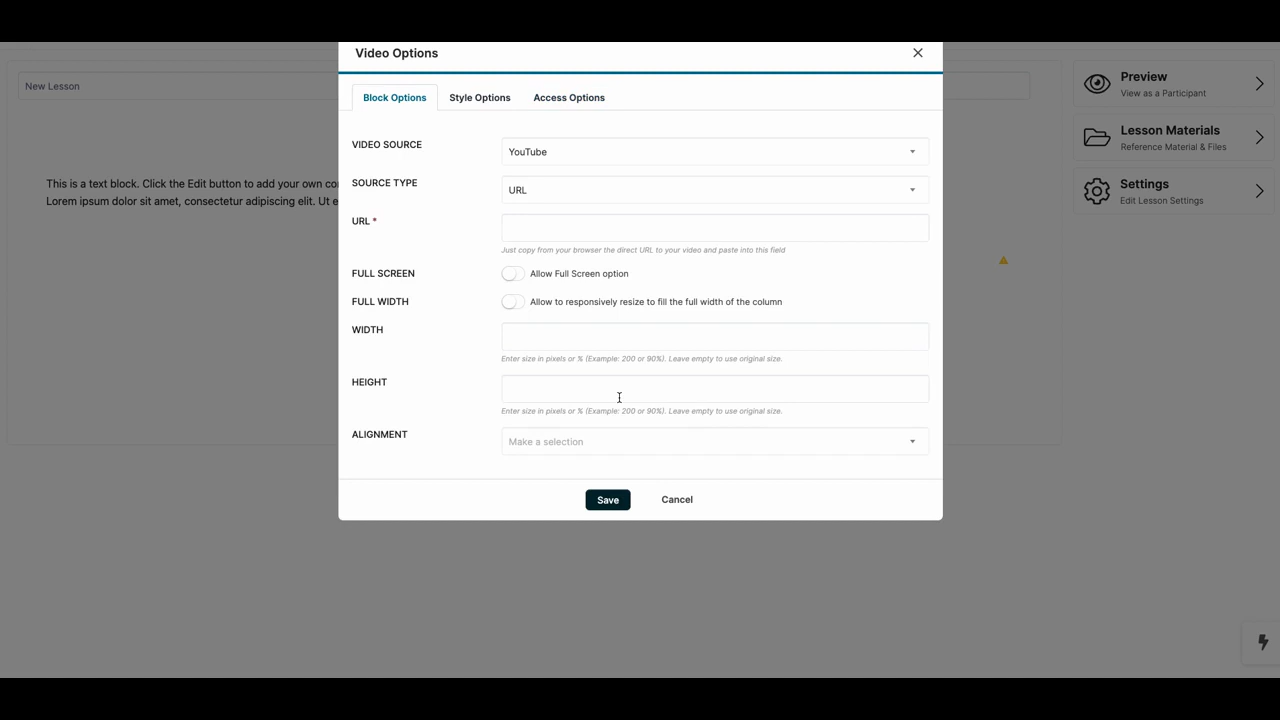 Video Options
New Lesson
Preview
View as a Participant
Block Options
Style Options
Access Options
Lesson Materials
Reference Material & Files
VIDEO SOURCE
YouTube
This is a text block. Click the Edit button to add your own
Lorem ipsum dolor sit amet, consectetur adipiscing elit. Ut
SOURCE TYPE
URL
Settings
Edit Lesson Settings
URL *
Just copy from your browser the direct URL to your video and paste into this field
FULL SCREEN
Allow Full Screen option
FULL WIDTH
Allow to responsively resize to fill the full width of the column
WIDTH
Enter size in pixels or % (Example: 200 or 90%). Leave empty to use original size.
HEIGHT
Enter size in pixels or % (Example: 200 or 90%). Leave empty to use original size.
ALIGNMENT
Make a selection
Save
Cancel